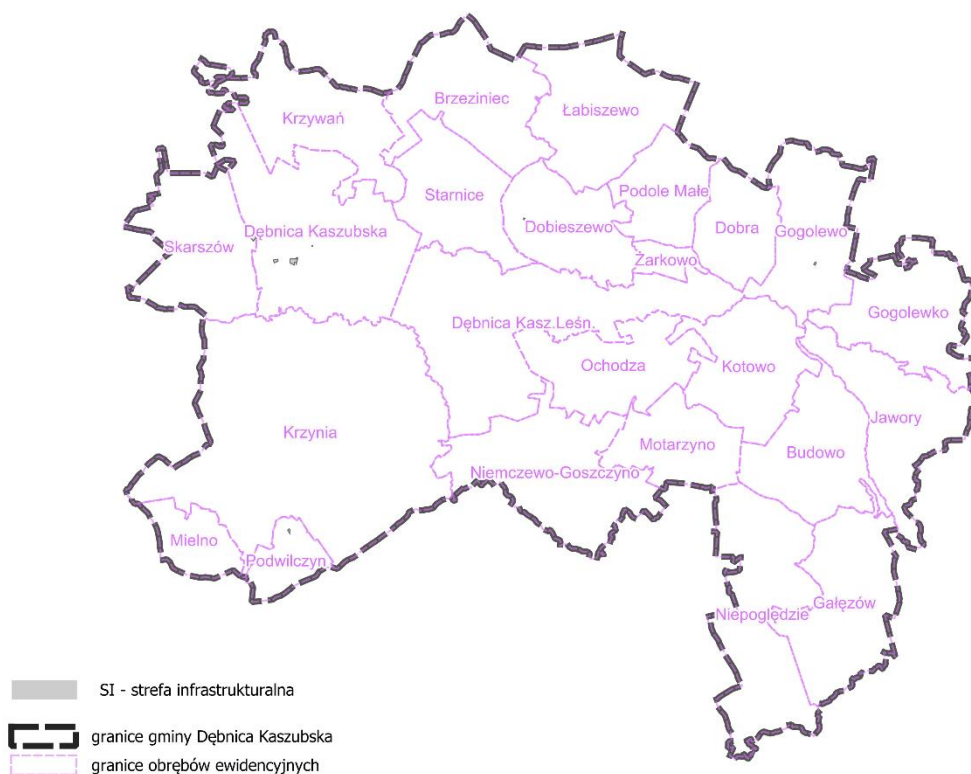 Brzeziniec
Krzywań
Łabiszewo
Starnice
Podole Małe
Skarszów
Dębnica Kaszubska
Dobieszewo
Dobra
Gogolewo
Żarkowo
Gogolewko
Dębnica Kasz.Leśn.
Ochodza
Kotowo
Jawory
Krzynia
Motarzyno
Budowo
Niemczewo-Goszczyno
Mielno
Podwilczyn
Niepoględzie
Gałęzów
SI - strefa infrastrukturalna
granice gminy Dębnica Kaszubska
granice obrębów ewidencyjnych